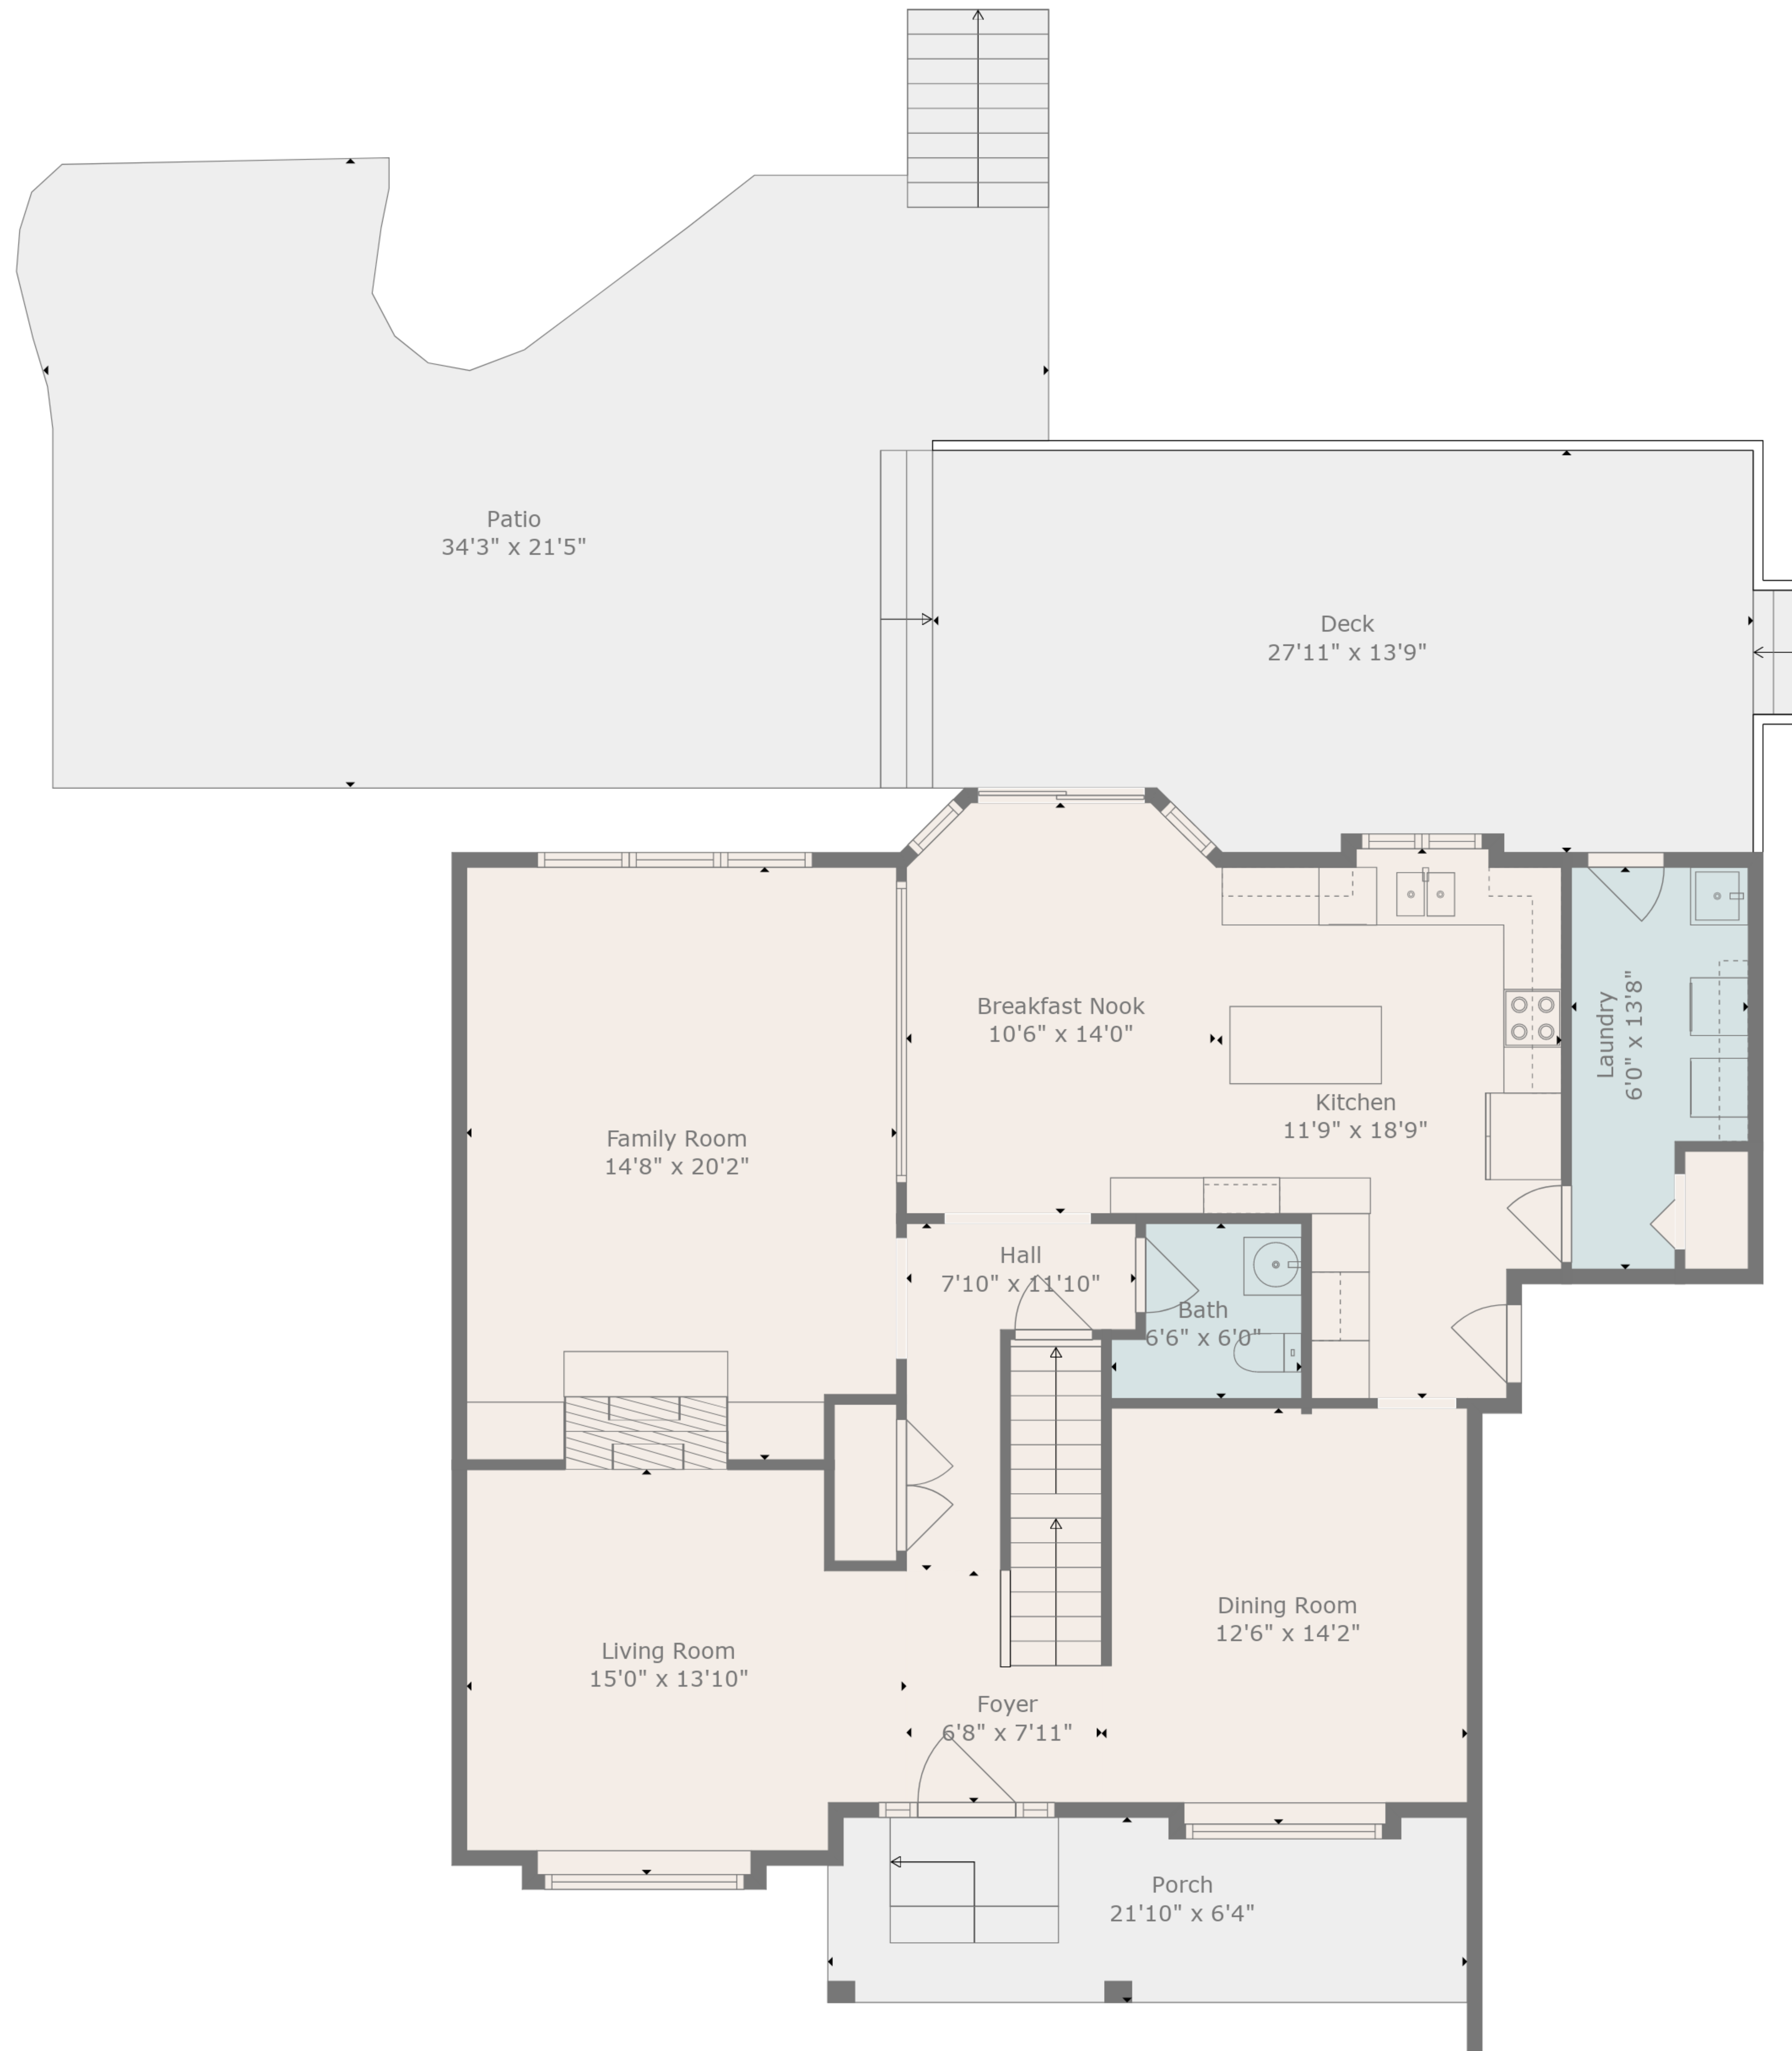 Patio
34'3" x 21'5"
Deck
27'11" x 13'9"
Breakfast Nook
10'6" x 14'0"
Laundry
6'0" x 13'8"
Kitchen
11'9" x 18'9"
Family Room
14'8" x 20'2"
Hall
7'10" x 11'10"
Bath
6'6" x 6'0"
Dining Room
12'6" x 14'2"
Living Room
15'0" x 13'10"
Foyer
6'8" x 7'11"
Porch
21'10" x 6'4"